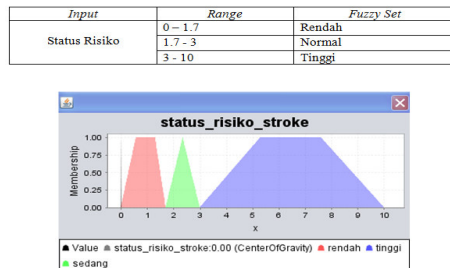 Input Range Fuzzy Set
Status Risiko 0 – 1.7 Rendah
1.7 - 3 Normal
3 - 10 Tinggi
status_risiko_stroke
Membership
1.00
0.75
0.50
0.25
0.00
0 1 2 3 4 5 6 7 8 9 10
x
Value status_risiko_stroke:0.00 (CenterOfGravity) rendah tinggi
sedang